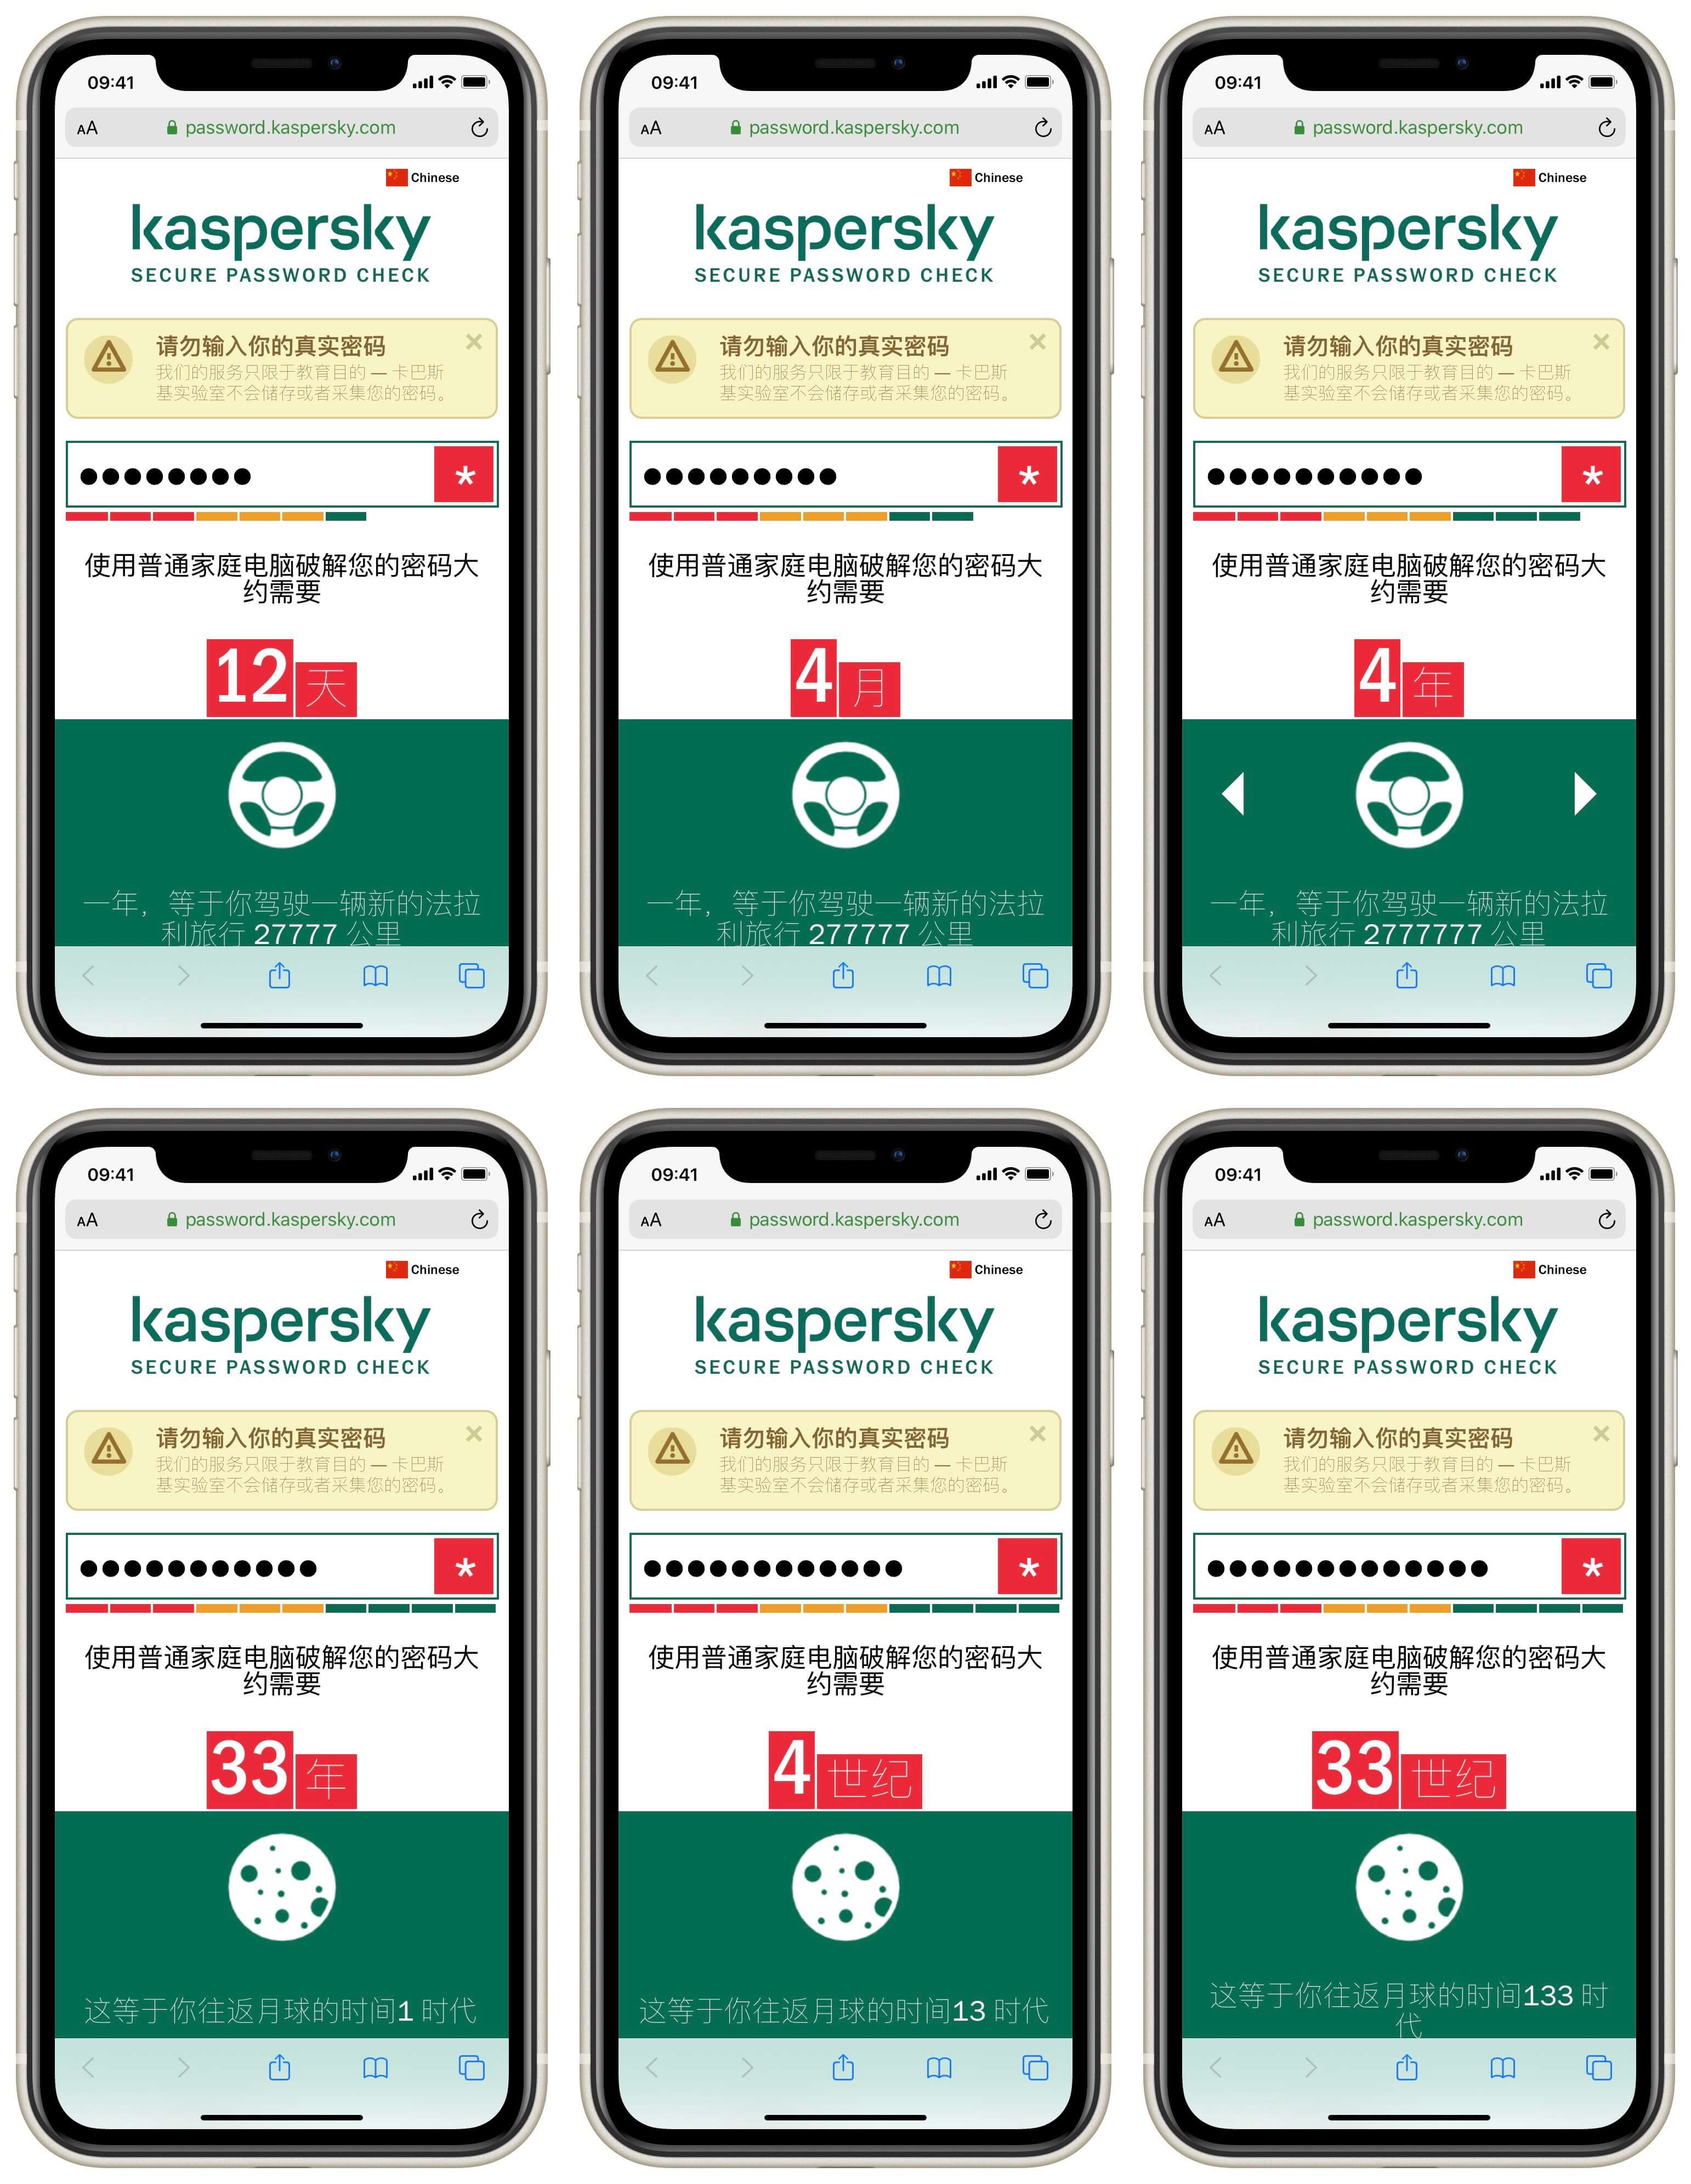 09:41
AA password.kaspersky.com
Chinese
kaspersky
SECURE PASSWORD CHECK
请勿输入你的真实密码
我们的服务只限于教育目的 — 卡巴斯
基实验室不会储存或者采集您的密码。
●●●●●●●● *
使用普通家庭电脑破解您的密码大
约需要
12 天
一年，等于你驾驶一辆新的法拉
利旅行 27777 公里
09:41
AA password.kaspersky.com
Chinese
kaspersky
SECURE PASSWORD CHECK
请勿输入你的真实密码
我们的服务只限于教育目的 — 卡巴斯
基实验室不会储存或者采集您的密码。
●●●●●●●●● *
使用普通家庭电脑破解您的密码大
约需要
4 月
一年，等于你驾驶一辆新的法拉
利旅行 277777 公里
09:41
AA password.kaspersky.com
Chinese
kaspersky
SECURE PASSWORD CHECK
请勿输入你的真实密码
我们的服务只限于教育目的 — 卡巴斯
基实验室不会储存或者采集您的密码。
●●●●●●●●●● *
使用普通家庭电脑破解您的密码大
约需要
4 年
一年，等于你驾驶一辆新的法拉
利旅行 2777777 公里
09:41
AA password.kaspersky.com
Chinese
kaspersky
SECURE PASSWORD CHECK
请勿输入你的真实密码
我们的服务只限于教育目的 — 卡巴斯
基实验室不会储存或者采集您的密码。
●●●●●●●●●●● *
使用普通家庭电脑破解您的密码大
约需要
33 年
这等于你往返月球的时间1 时代
09:41
AA password.kaspersky.com
Chinese
kaspersky
SECURE PASSWORD CHECK
请勿输入你的真实密码
我们的服务只限于教育目的 — 卡巴斯
基实验室不会储存或者采集您的密码。
●●●●●●●●●●●● *
使用普通家庭电脑破解您的密码大
约需要
4 世纪
这等于你往返月球的时间13 时代
09:41
AA password.kaspersky.com
Chinese
kaspersky
SECURE PASSWORD CHECK
请勿输入你的真实密码
我们的服务只限于教育目的 — 卡巴斯
基实验室不会储存或者采集您的密码。
●●●●●●●●●●●●● *
使用普通家庭电脑破解您的密码大
约需要
33 世纪
这等于你往返月球的时间133 时
代